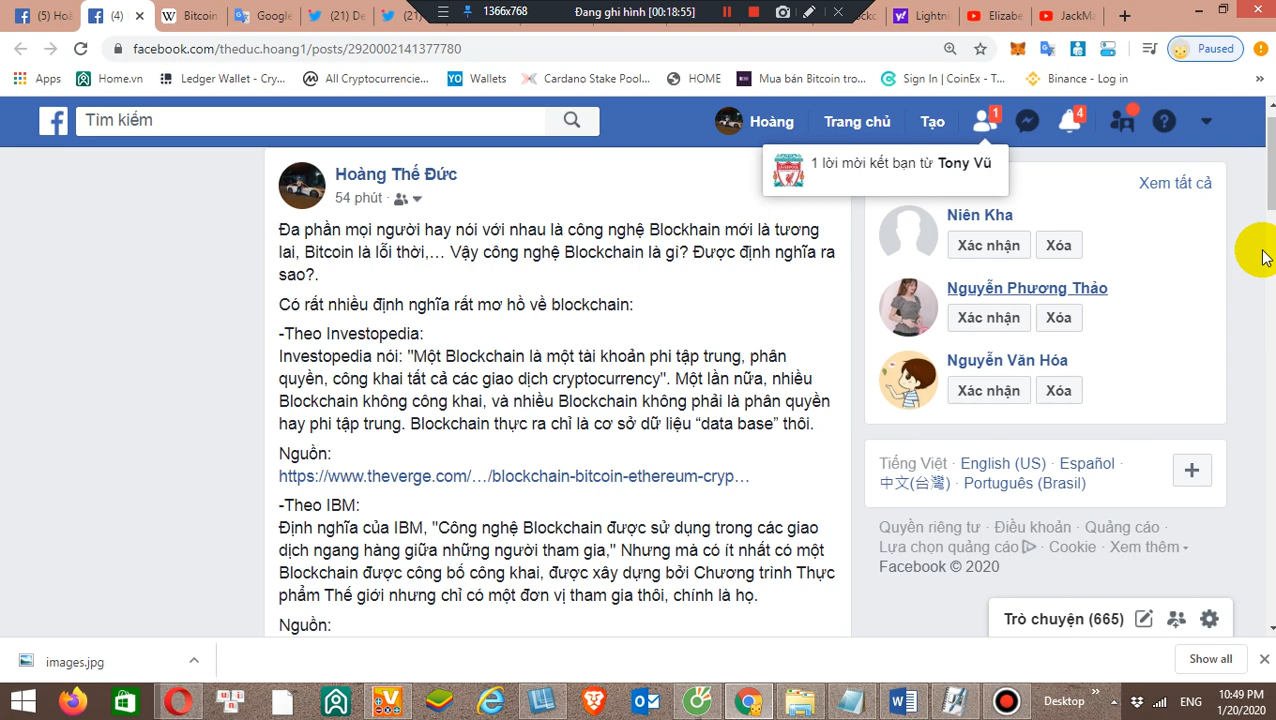 (5) Hoà
(4)
Bitcoin
Google
(21) De
(21)
1366x768
Đang ghi hình [00:18:55]
Lightni
Elizabe
JackMa
facebook.com/theduc.hoang1/posts/2920002141377780
Paused
Apps
Home.vn
Ledger Wallet - Cry...
All Cryptocurrencie...
Wallets
Cardano Stake Pool...
HOME
Mua bán Bitcoin tro...
Sign In | CoinEx - T...
Binance - Log in
»
Tìm kiếm
Hoàng
Trang chủ
Tạo
1
4
1 lời mời kết bạn từ Tony Vũ
Hoàng Thế Đức
54 phút ·
Đa phần mọi người hay nói với nhau là công nghệ Blockhain mới là tương
lai, Bitcoin là lỗi thời,… Vậy công nghệ Blockchain là gì? Được định nghĩa ra
sao?.
Có rất nhiều định nghĩa rất mơ hồ về blockchain:
-Theo Investopedia:
Investopedia nói: "Một Blockchain là một tài khoản phi tập trung, phân
quyền, công khai tất cả các giao dịch cryptocurrency". Một lần nữa, nhiều
Blockchain không công khai, và nhiều Blockchain không phải là phân quyền
hay phi tập trung. Blockchain thực ra chỉ là cơ sở dữ liệu “data base” thôi.
Nguồn:
https://www.theverge.com/…/blockchain-bitcoin-ethereum-cryp…
-Theo IBM:
Định nghĩa của IBM, "Công nghệ Blockchain được sử dụng trong các giao
dịch ngang hàng giữa những người tham gia," Nhưng mà có ít nhất có một
Blockchain được công bố công khai, được xây dựng bởi Chương trình Thực
phẩm Thế giới nhưng chỉ có một đơn vị tham gia thôi, chính là họ.
Nguồn:
Xem tất cả
Niên Kha
Xác nhận
Xóa
Nguyễn Phương Thảo
Xác nhận
Xóa
Nguyễn Văn Hóa
Xác nhận
Xóa
Tiếng Việt · English (US) · Español ·
中文(台灣) · Português (Brasil)
Quyền riêng tư · Điều khoản · Quảng cáo ·
Lựa chọn quảng cáo · Cookie · Xem thêm
Facebook © 2020
Trò chuyện (665)
images.jpg
Show all
Desktop
»
ENG
10:49 PM
1/20/2020